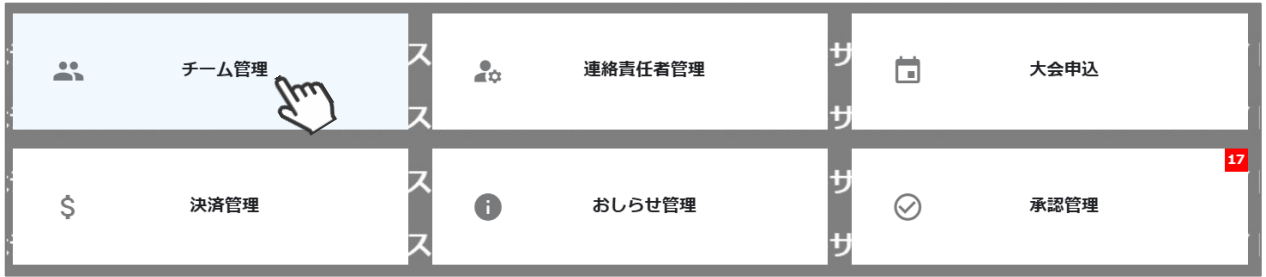 チーム管理
連絡責任者管理
大会申込
17
決済管理
おしらせ管理
承認管理